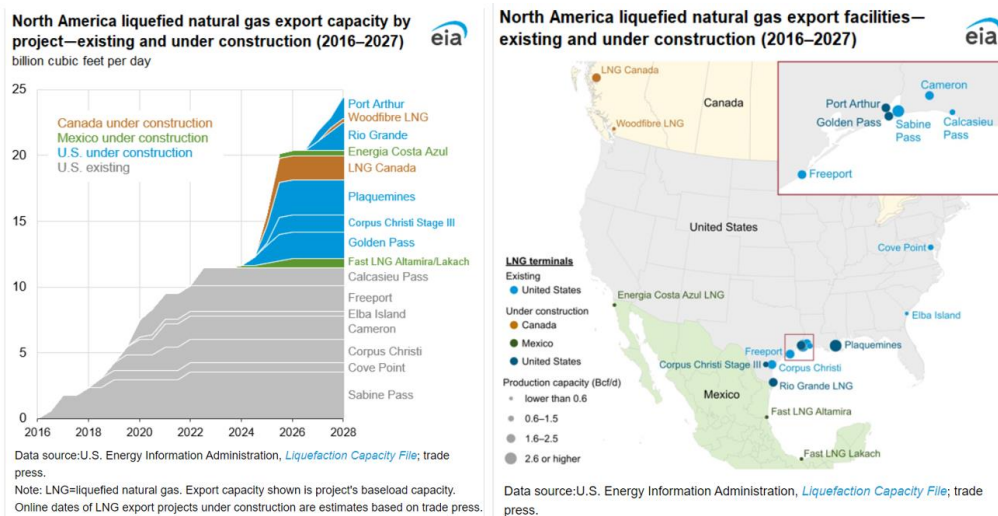 North America liquefied natural gas export capacity by
project—existing and under construction (2016–2027)
eia
billion cubic feet per day
25
20
15
10
5
0
Canada under construction
Mexico under construction
U.S. under construction
U.S. existing
Port Arthur
Woodfibre LNG
Rio Grande
Energia Costa Azul
LNG Canada
Plaquemines
Corpus Christi Stage III
Golden Pass
Fast LNG Altamira/Lakach
Calcasieu Pass
Freeport
Elba Island
Cameron
Corpus Christi
Cove Point
Sabine Pass
2016 2018 2020 2022 2024 2026 2028
Data source:U.S. Energy Information Administration, Liquefaction Capacity File; trade
press.
Note: LNG=liquefied natural gas. Export capacity shown is project's baseload capacity.
Online dates of LNG export projects under construction are estimates based on trade press.
North America liquefied natural gas export facilities—
existing and under construction (2016–2027)
eia
LNG Canada
Canada
Woodfibre LNG
Cameron
Port Arthur
Golden Pass
Sabine
Pass
Calcasieu
Pass
Freeport
United States
Cove Point
LNG terminals
Existing
United States
Under construction
Canada
Mexico
United States
Production capacity (Bcf/d)
lower than 0.6
0.6–1.5
1.6–2.5
2.6 or higher
Energia Costa Azul LNG
Elba Island
Freeport
Plaquemines
Corpus Christi Stage III
Corpus Christi
Rio Grande LNG
Mexico
Fast LNG Altamira
Fast LNG Lakach
Data source:U.S. Energy Information Administration, Liquefaction Capacity File; trade
press.